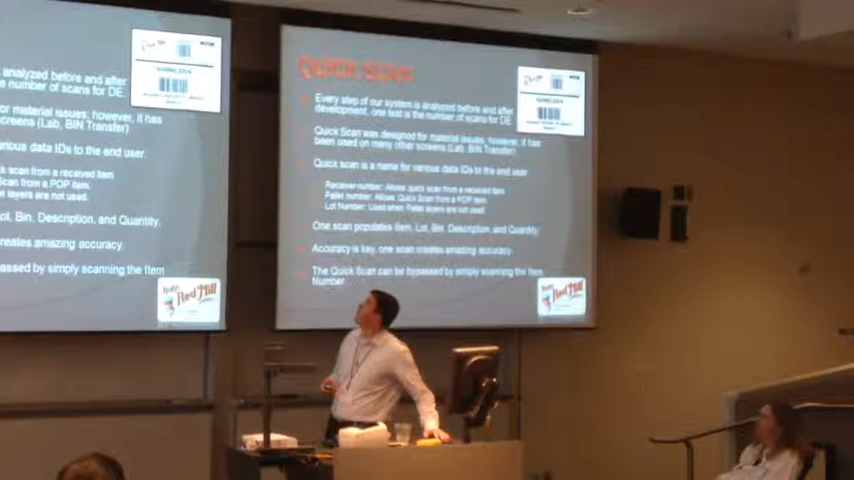 analyzed before and after
e number of scans for DE.
or material issues; however, it has
creens (Lab, BIN Transfer)
arious data IDs to the end user.
ck scan from a received item
Scan from a POP item.
et layers are not used.
ol, Bin, Description, and Quantity.
reates amazing accuracy.
assed by simply scanning the Item
Bob's
Red Mill
QUICK SCAN
Every step of our system is analyzed before and after
development, one test is the number of scans for DE.
Quick Scan was designed for material issues; however, it has
been used on many other screens (Lab, BIN Transfer)
Quick scan is a name for various data IDs to the end user.
Receiver number: Allows quick scan from a received item
Pallet number: Allows Quick Scan from a POP item.
Lot Number: Used when Pallet layers are not used.
One scan populates Item, Lot, Bin, Description, and Quantity.
Accuracy is key, one scan creates amazing accuracy.
The Quick Scan can be bypassed by simply scanning the Item
Number.
Bob's
Red Mill